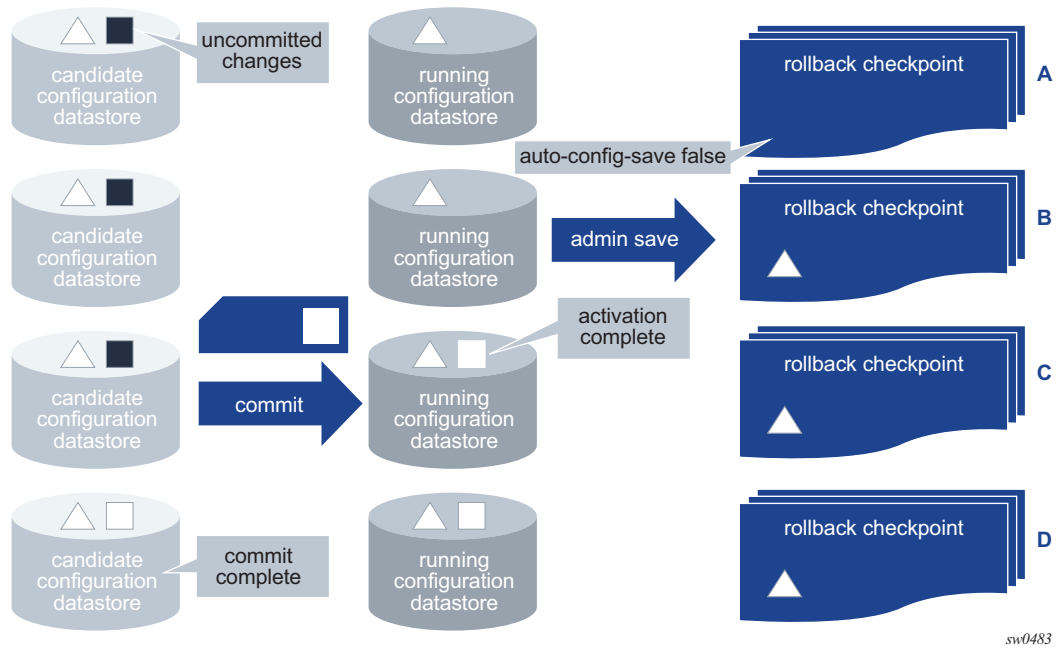 uncommitted
changes
candidate
configuration
datastore
running
configuration
datastore
rollback checkpoint
A
auto-config-save false
candidate
configuration
datastore
running
configuration
datastore
admin save
rollback checkpoint
B
candidate
configuration
datastore
commit
running
configuration
datastore
activation
complete
rollback checkpoint
C
candidate
configuration
datastore
commit
complete
running
configuration
datastore
rollback checkpoint
D
sw0483